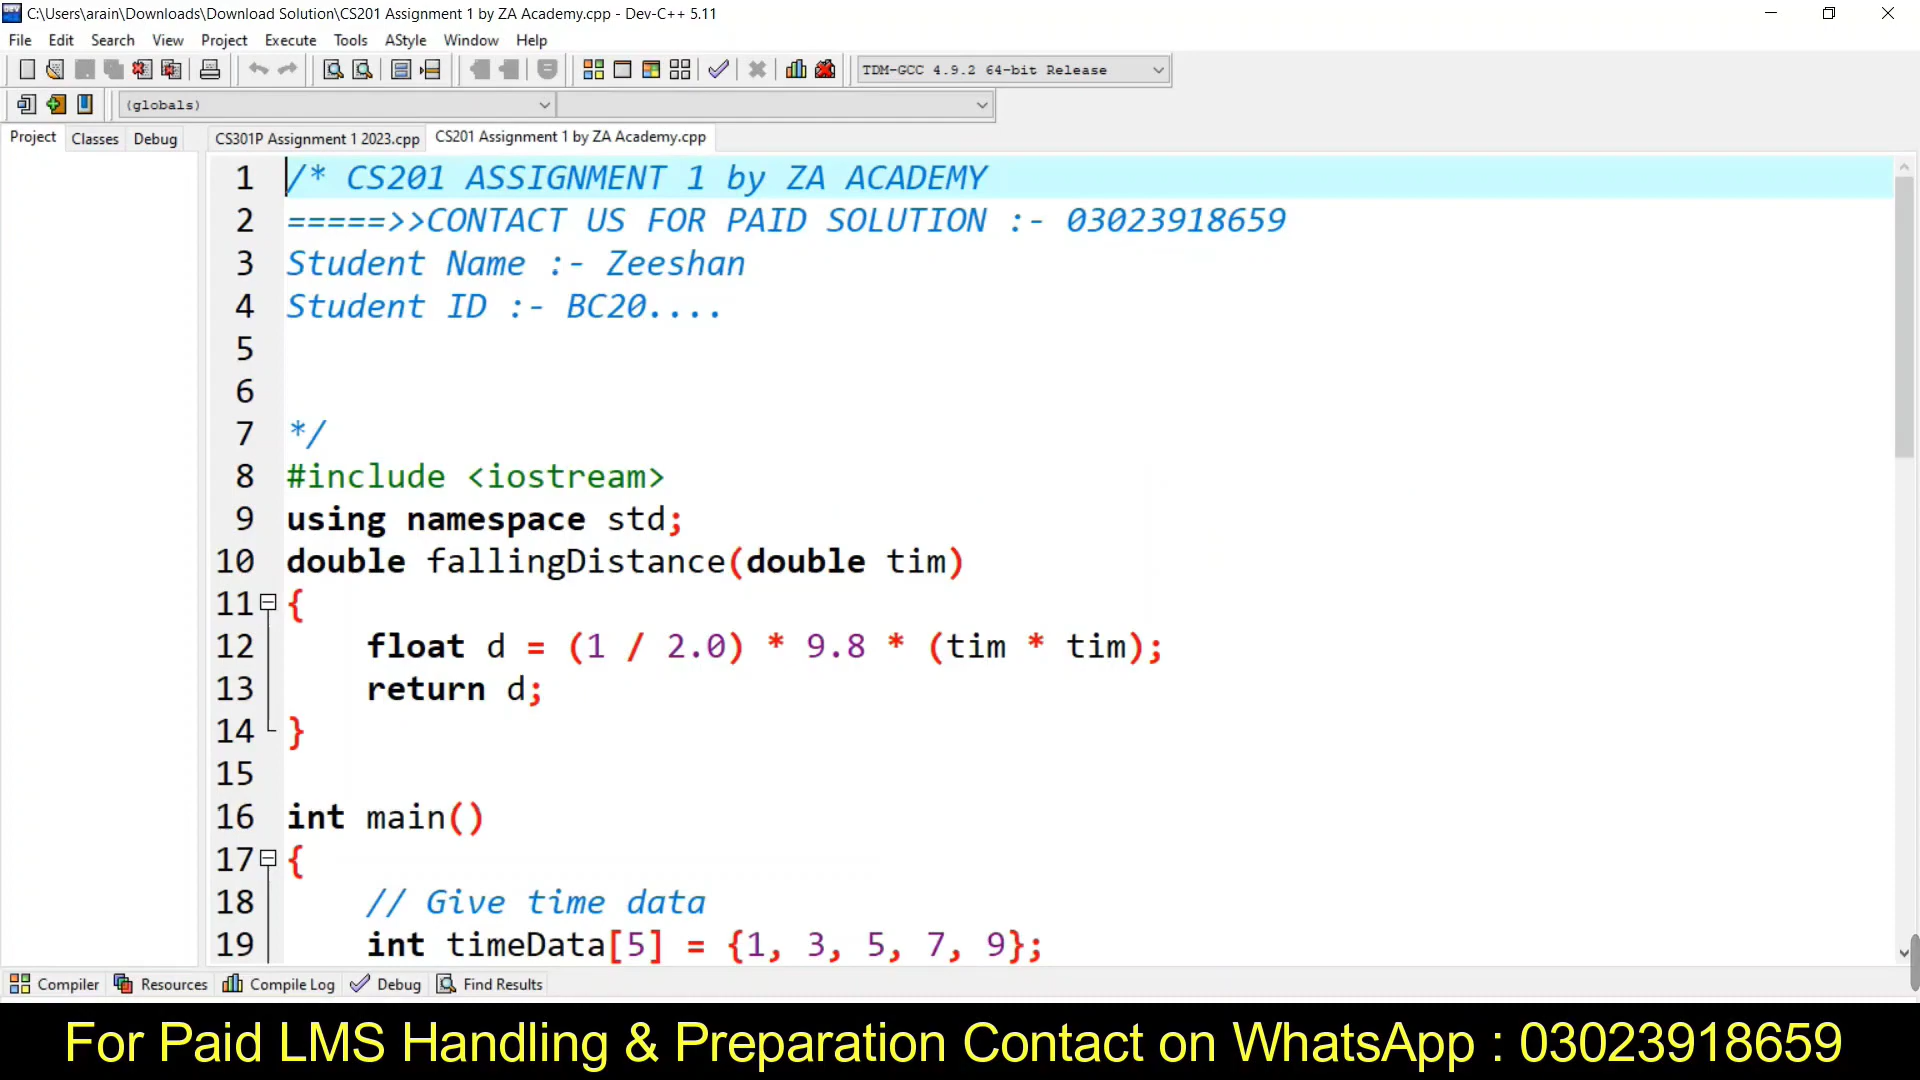 C:\Users\arain\Downloads\Download Solution\CS201 Assignment 1 by ZA Academy.cpp - Dev-C++ 5.11
File Edit Search View Project Execute Tools AStyle Window Help
TDM-GCC 4.9.2 64-bit Release
(globals)
Project Classes Debug CS301P Assignment 1 2023.cpp CS201 Assignment 1 by ZA Academy.cpp
1 /* CS201 ASSIGNMENT 1 by ZA ACADEMY
2 =====>>CONTACT US FOR PAID SOLUTION :- 03023918659
3 Student Name :- Zeeshan
4 Student ID :- BC20....
5
6
7 */
8 #include <iostream>
9 using namespace std;
10 double fallingDistance(double tim)
11 {
12 float d = (1 / 2.0) * 9.8 * (tim * tim);
13 return d;
14 }
15
16 int main()
17 {
18 // Give time data
19 int timeData[5] = {1, 3, 5, 7, 9};
Compiler Resources Compile Log Debug Find Results
For Paid LMS Handling & Preparation Contact on WhatsApp : 03023918659